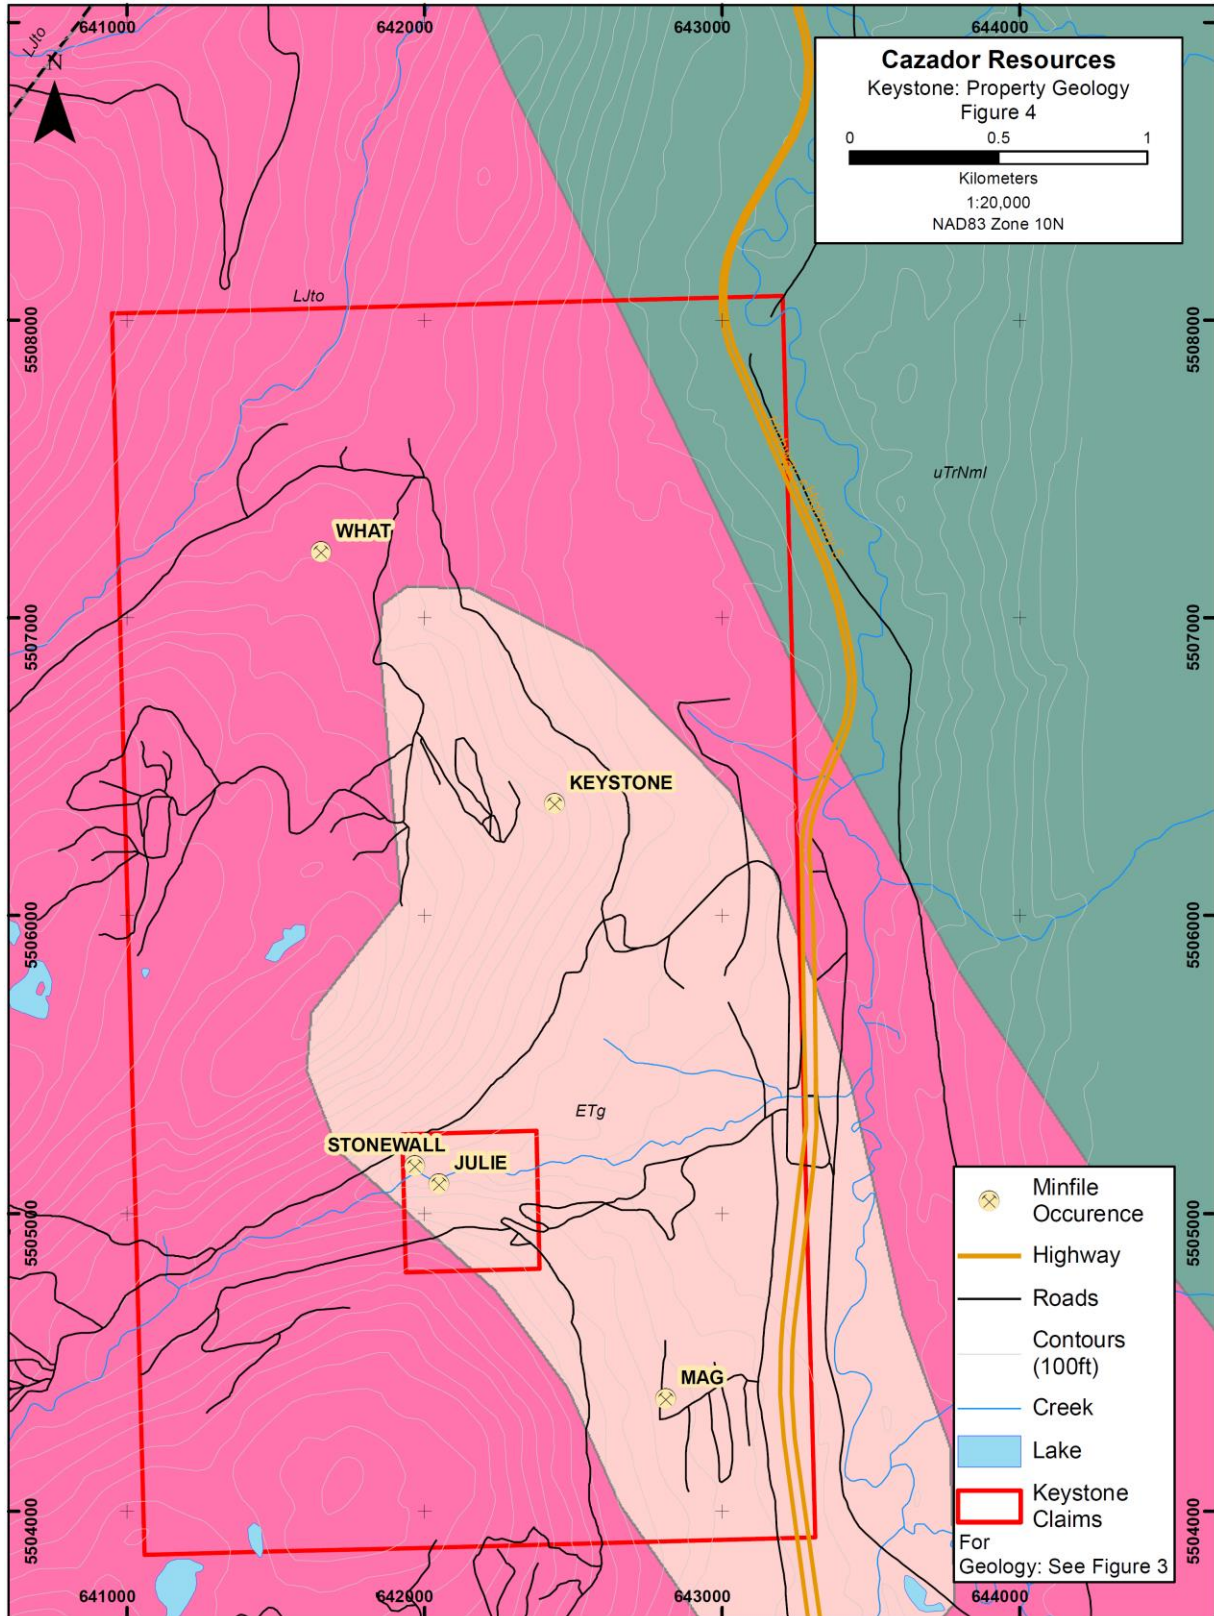 641000
642000
643000
644000
LJto
N
Cazador Resources
Keystone: Property Geology
Figure 4
0
0.5
1
Kilometers
1:20,000
NAD83 Zone 10N
5508000
5508000
LJto
uTrNml
WHAT
5507000
5507000
KEYSTONE
5506000
5506000
ETg
STONEWALL
JULIE
5505000
5505000
MAG
5504000
5504000
Minfile
Occurence
Highway
Roads
Contours
(100ft)
Creek
Lake
Keystone
Claims
For
Geology: See Figure 3
641000
642000
643000
644000